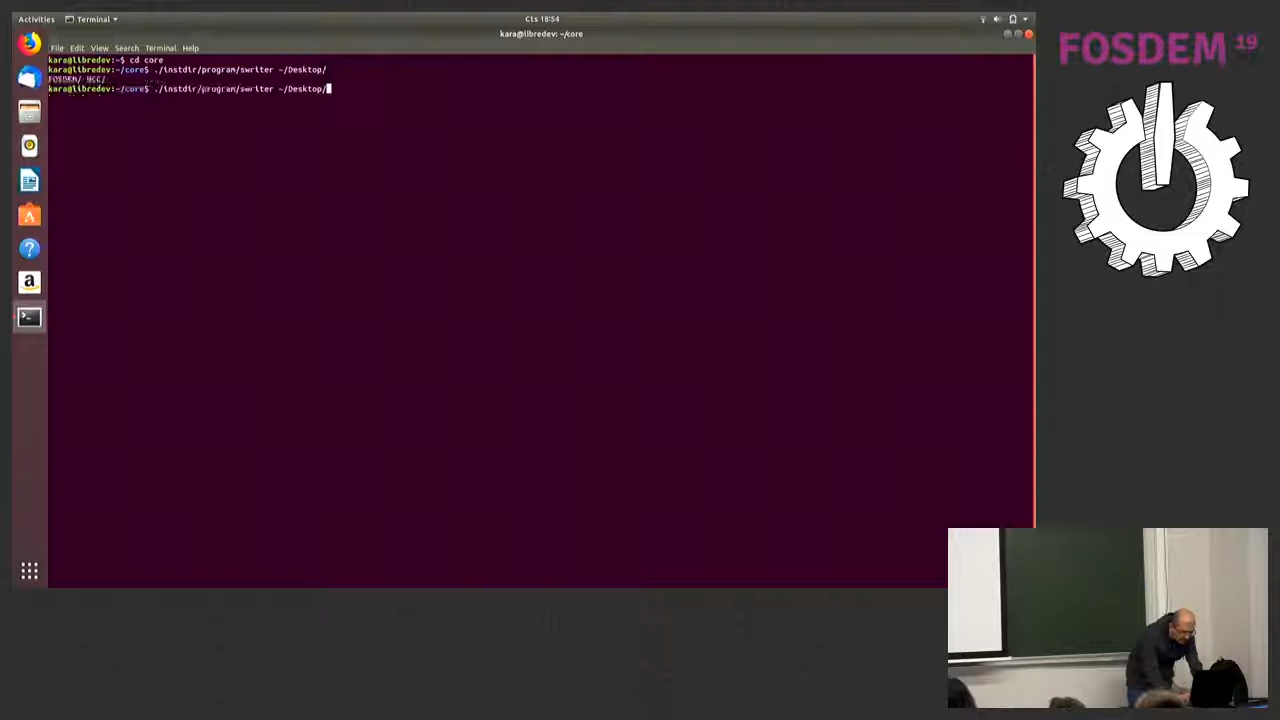 Activities Terminal Cts 18:54
kara@libredev: ~/core
File Edit View Search Terminal Help
kara@libredev:~$ cd core
kara@libredev:~/core$ ./instdir/program/swriter ~/Desktop/
FOSDEM/
kara@libredev:~/core$ ./instdir/program/swriter ~/Desktop/
FOSDEM 19